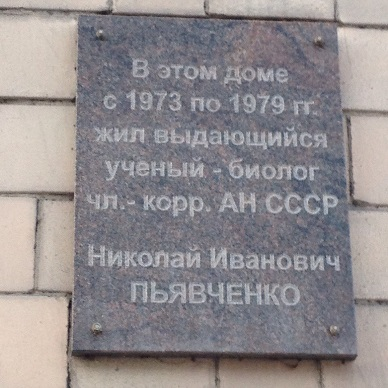 В этом доме
с 1973 по 1979 гг.
жил выдающийся
ученый - биолог
чл.- корр. АН СССР
Николай Иванович
ПЬЯВЧЕНКО